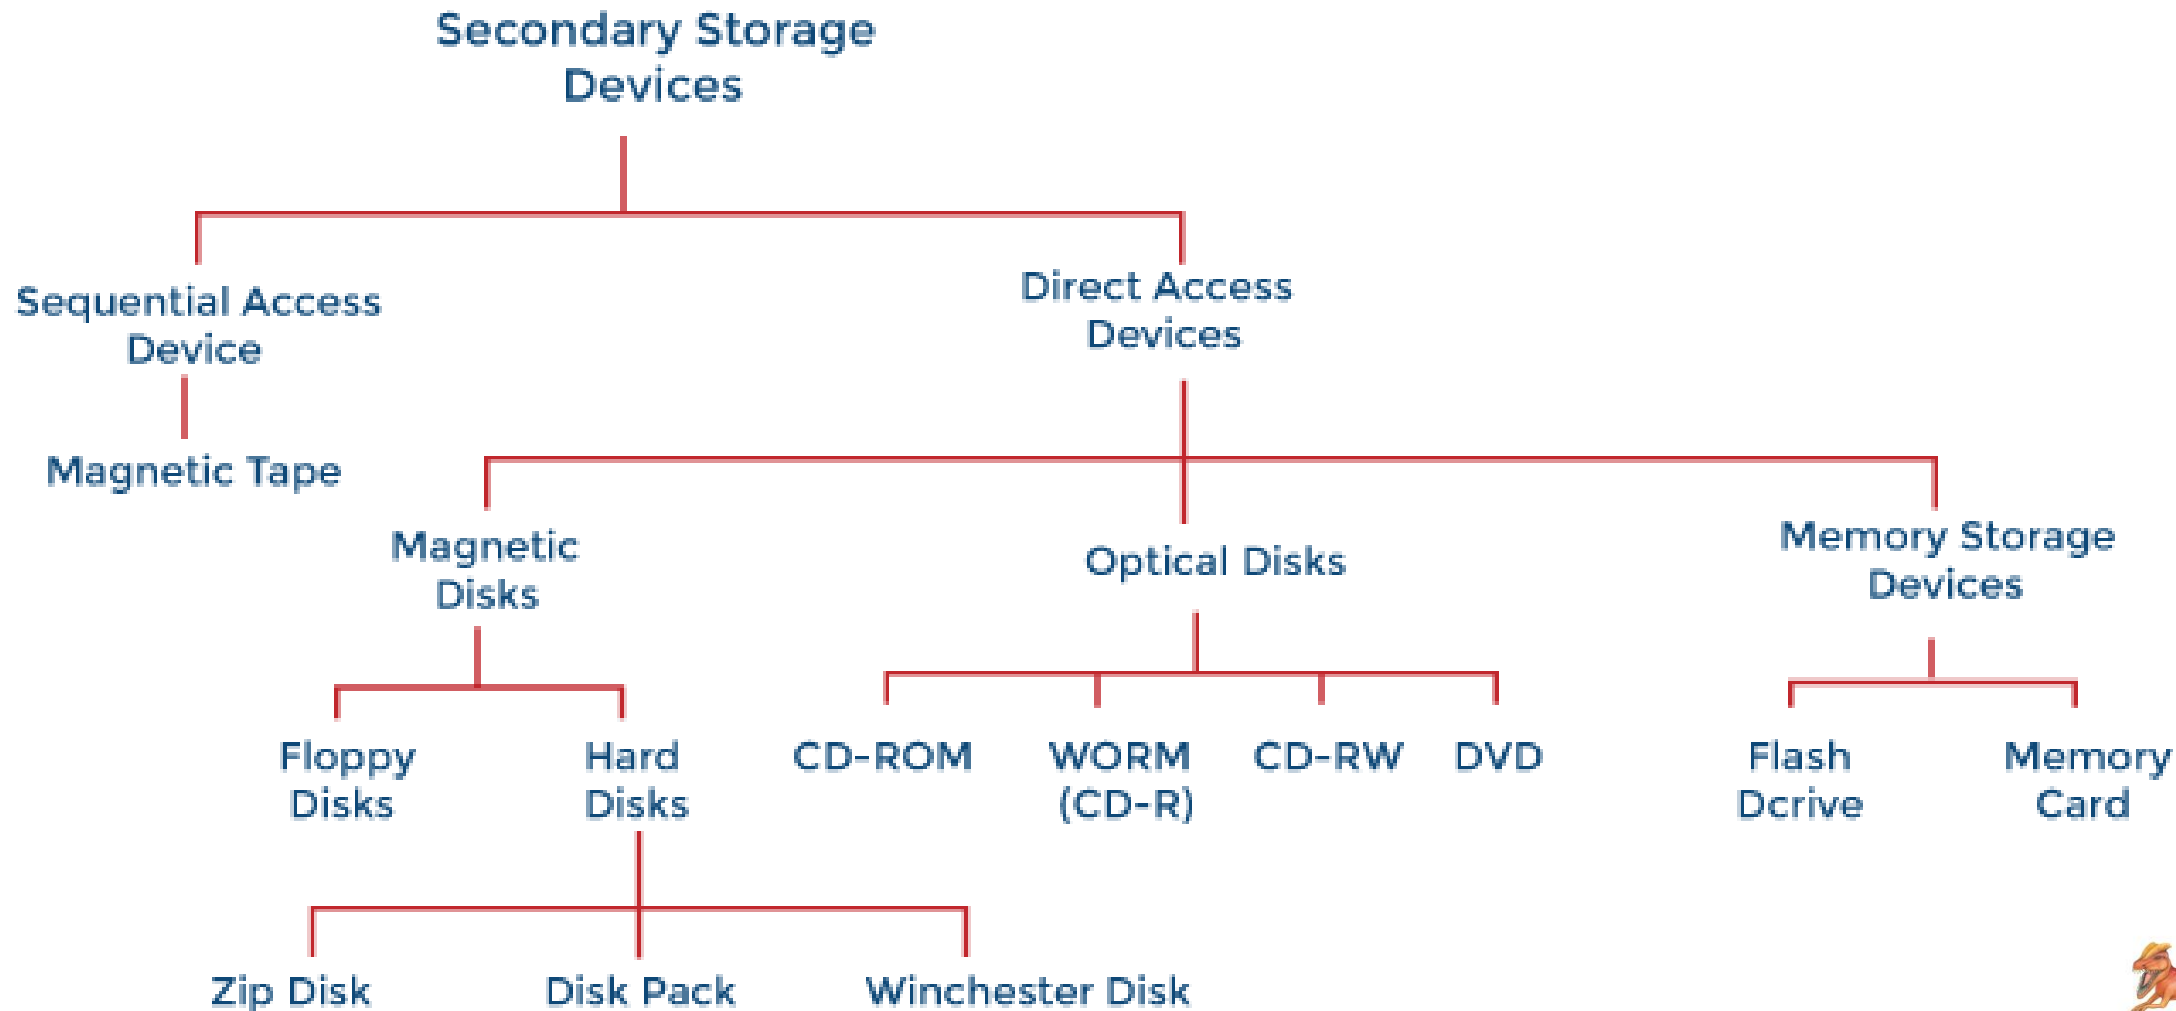 Secondary Storage
Devices
Sequential Access
Device
Direct Access
Devices
Magnetic Tape
Magnetic
Disks
Optical Disks
Memory Storage
Devices
Floppy
Disks
Hard
Disks
CD-ROM
WORM
(CD-R)
CD-RW
DVD
Flash
Dcrive
Memory
Card
Zip Disk
Disk Pack
Winchester Disk